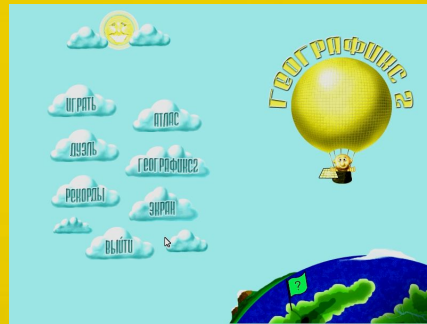 ГЕОГРАФИКС 2
ИГРАТЬ
АТЛАС
ДУЭЛЬ
ГЕОГРАФИКС2
РЕКОРДЫ
ЭКРАН
ВЫЙТИ
?